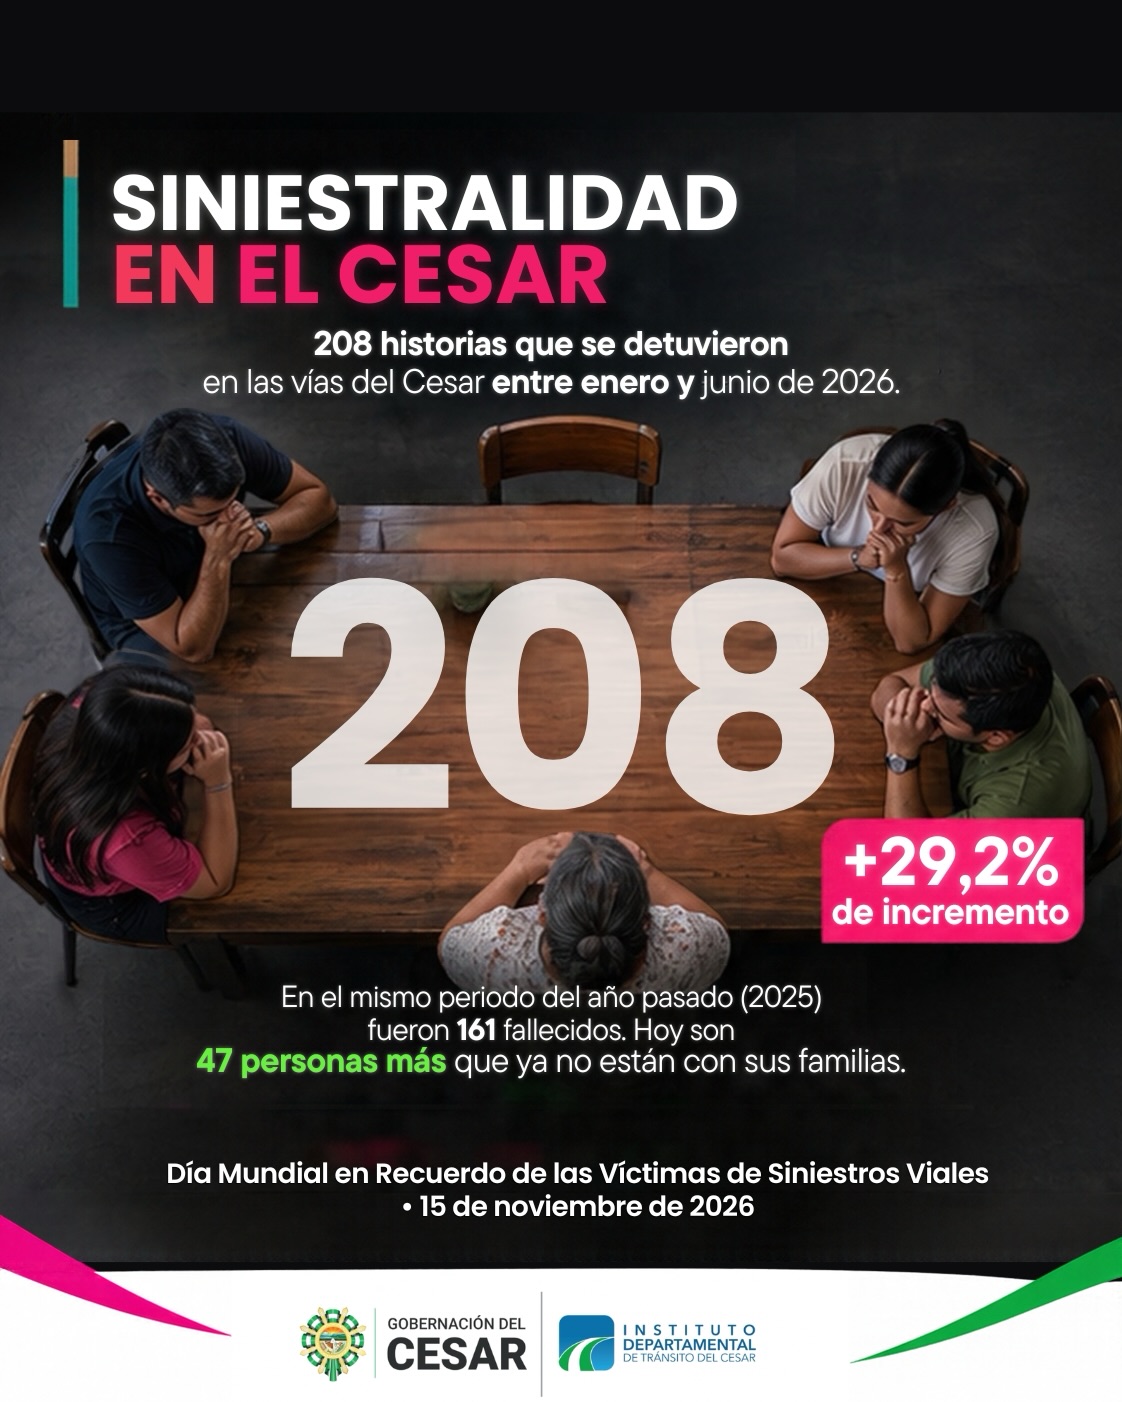 SINIESTRALIDAD
EN EL CESAR
208 historias que se detuvieron
en las vías del Cesar entre enero y junio de 2026.
208
+29,2%
de incremento
En el mismo periodo del año pasado (2025)
fueron 161 fallecidos. Hoy son
47 personas más que ya no están con sus familias.
Día Mundial en Recuerdo de las Víctimas de Siniestros Viales
• 15 de noviembre de 2026
GOBERNACIÓN DEL
CESAR
INSTITUTO
DEPARTAMENTAL
DE TRÁNSITO DEL CESAR